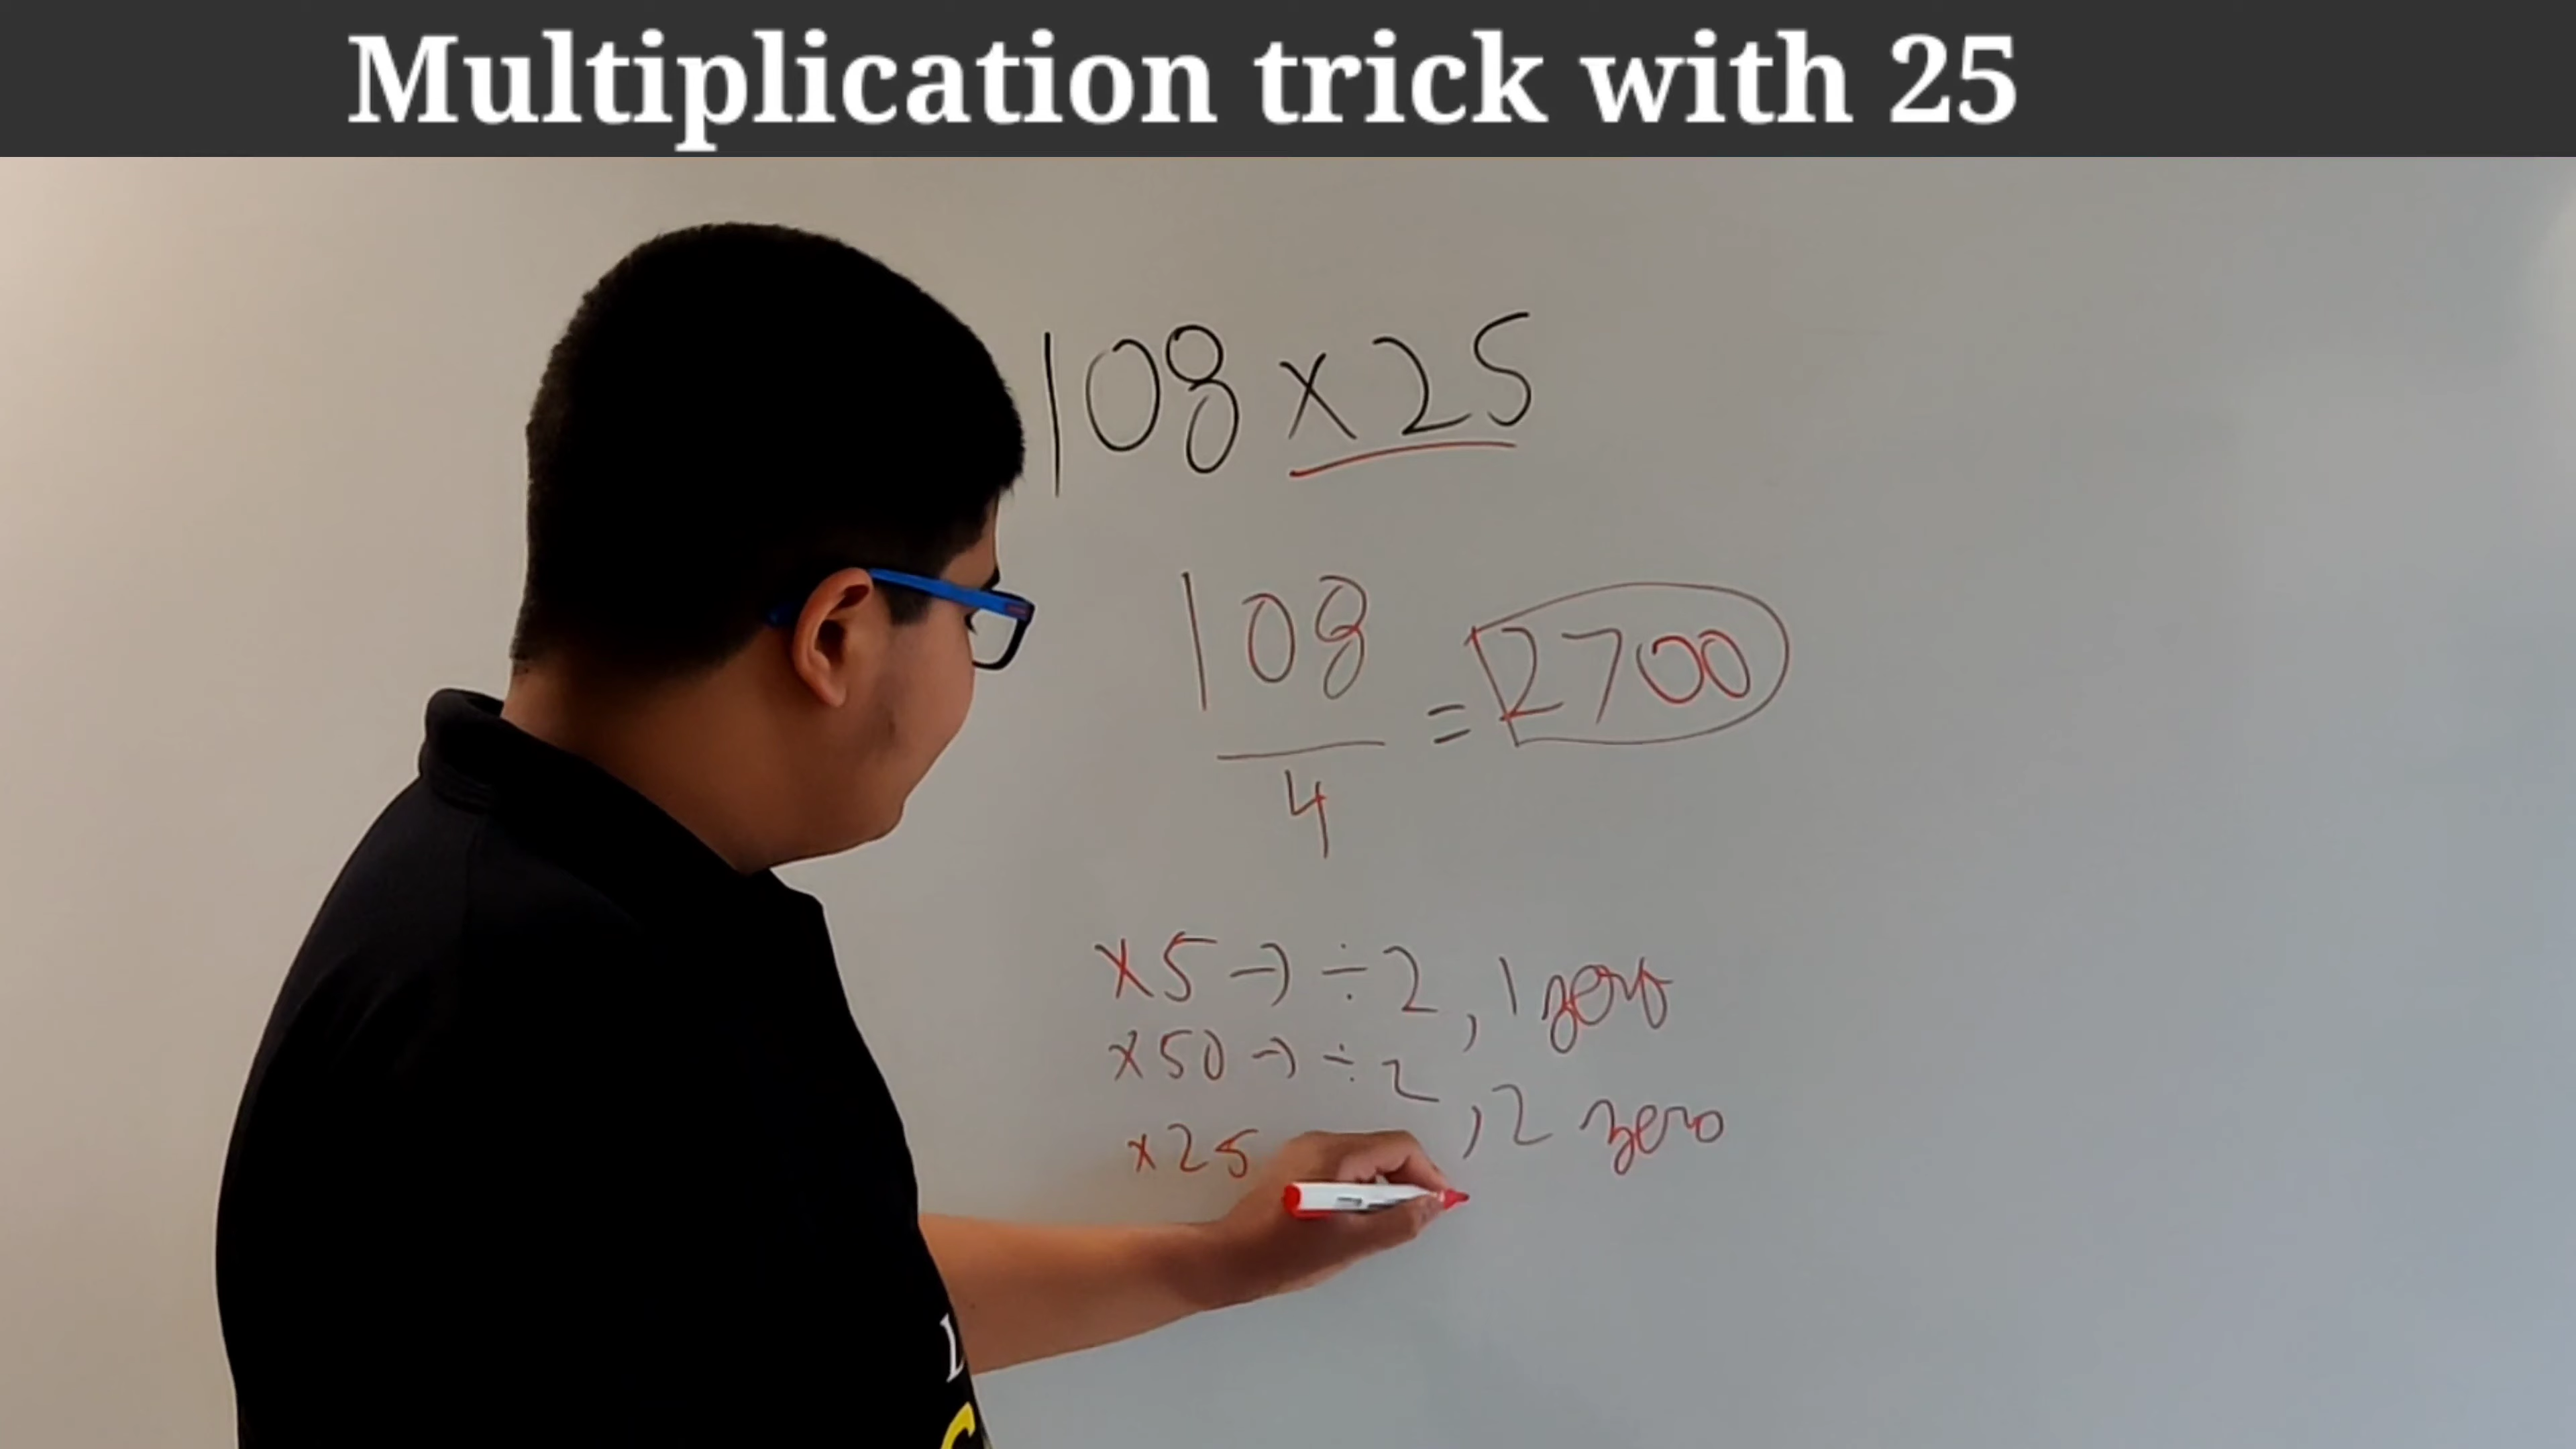 Multiplication trick with 25
108 x 25
108
= 2700
4
x5 → ÷2, 1 zero
x50 → ÷2, 2 zero
x25